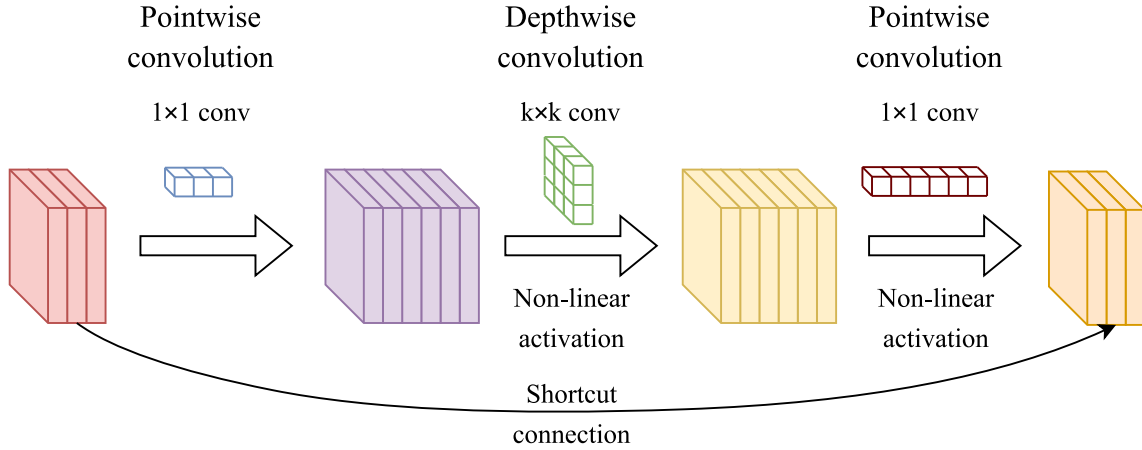 Pointwise
convolution
1×1 conv
Depthwise
convolution
k×k conv
Non-linear
activation
Pointwise
convolution
1×1 conv
Non-linear
activation
Shortcut
connection